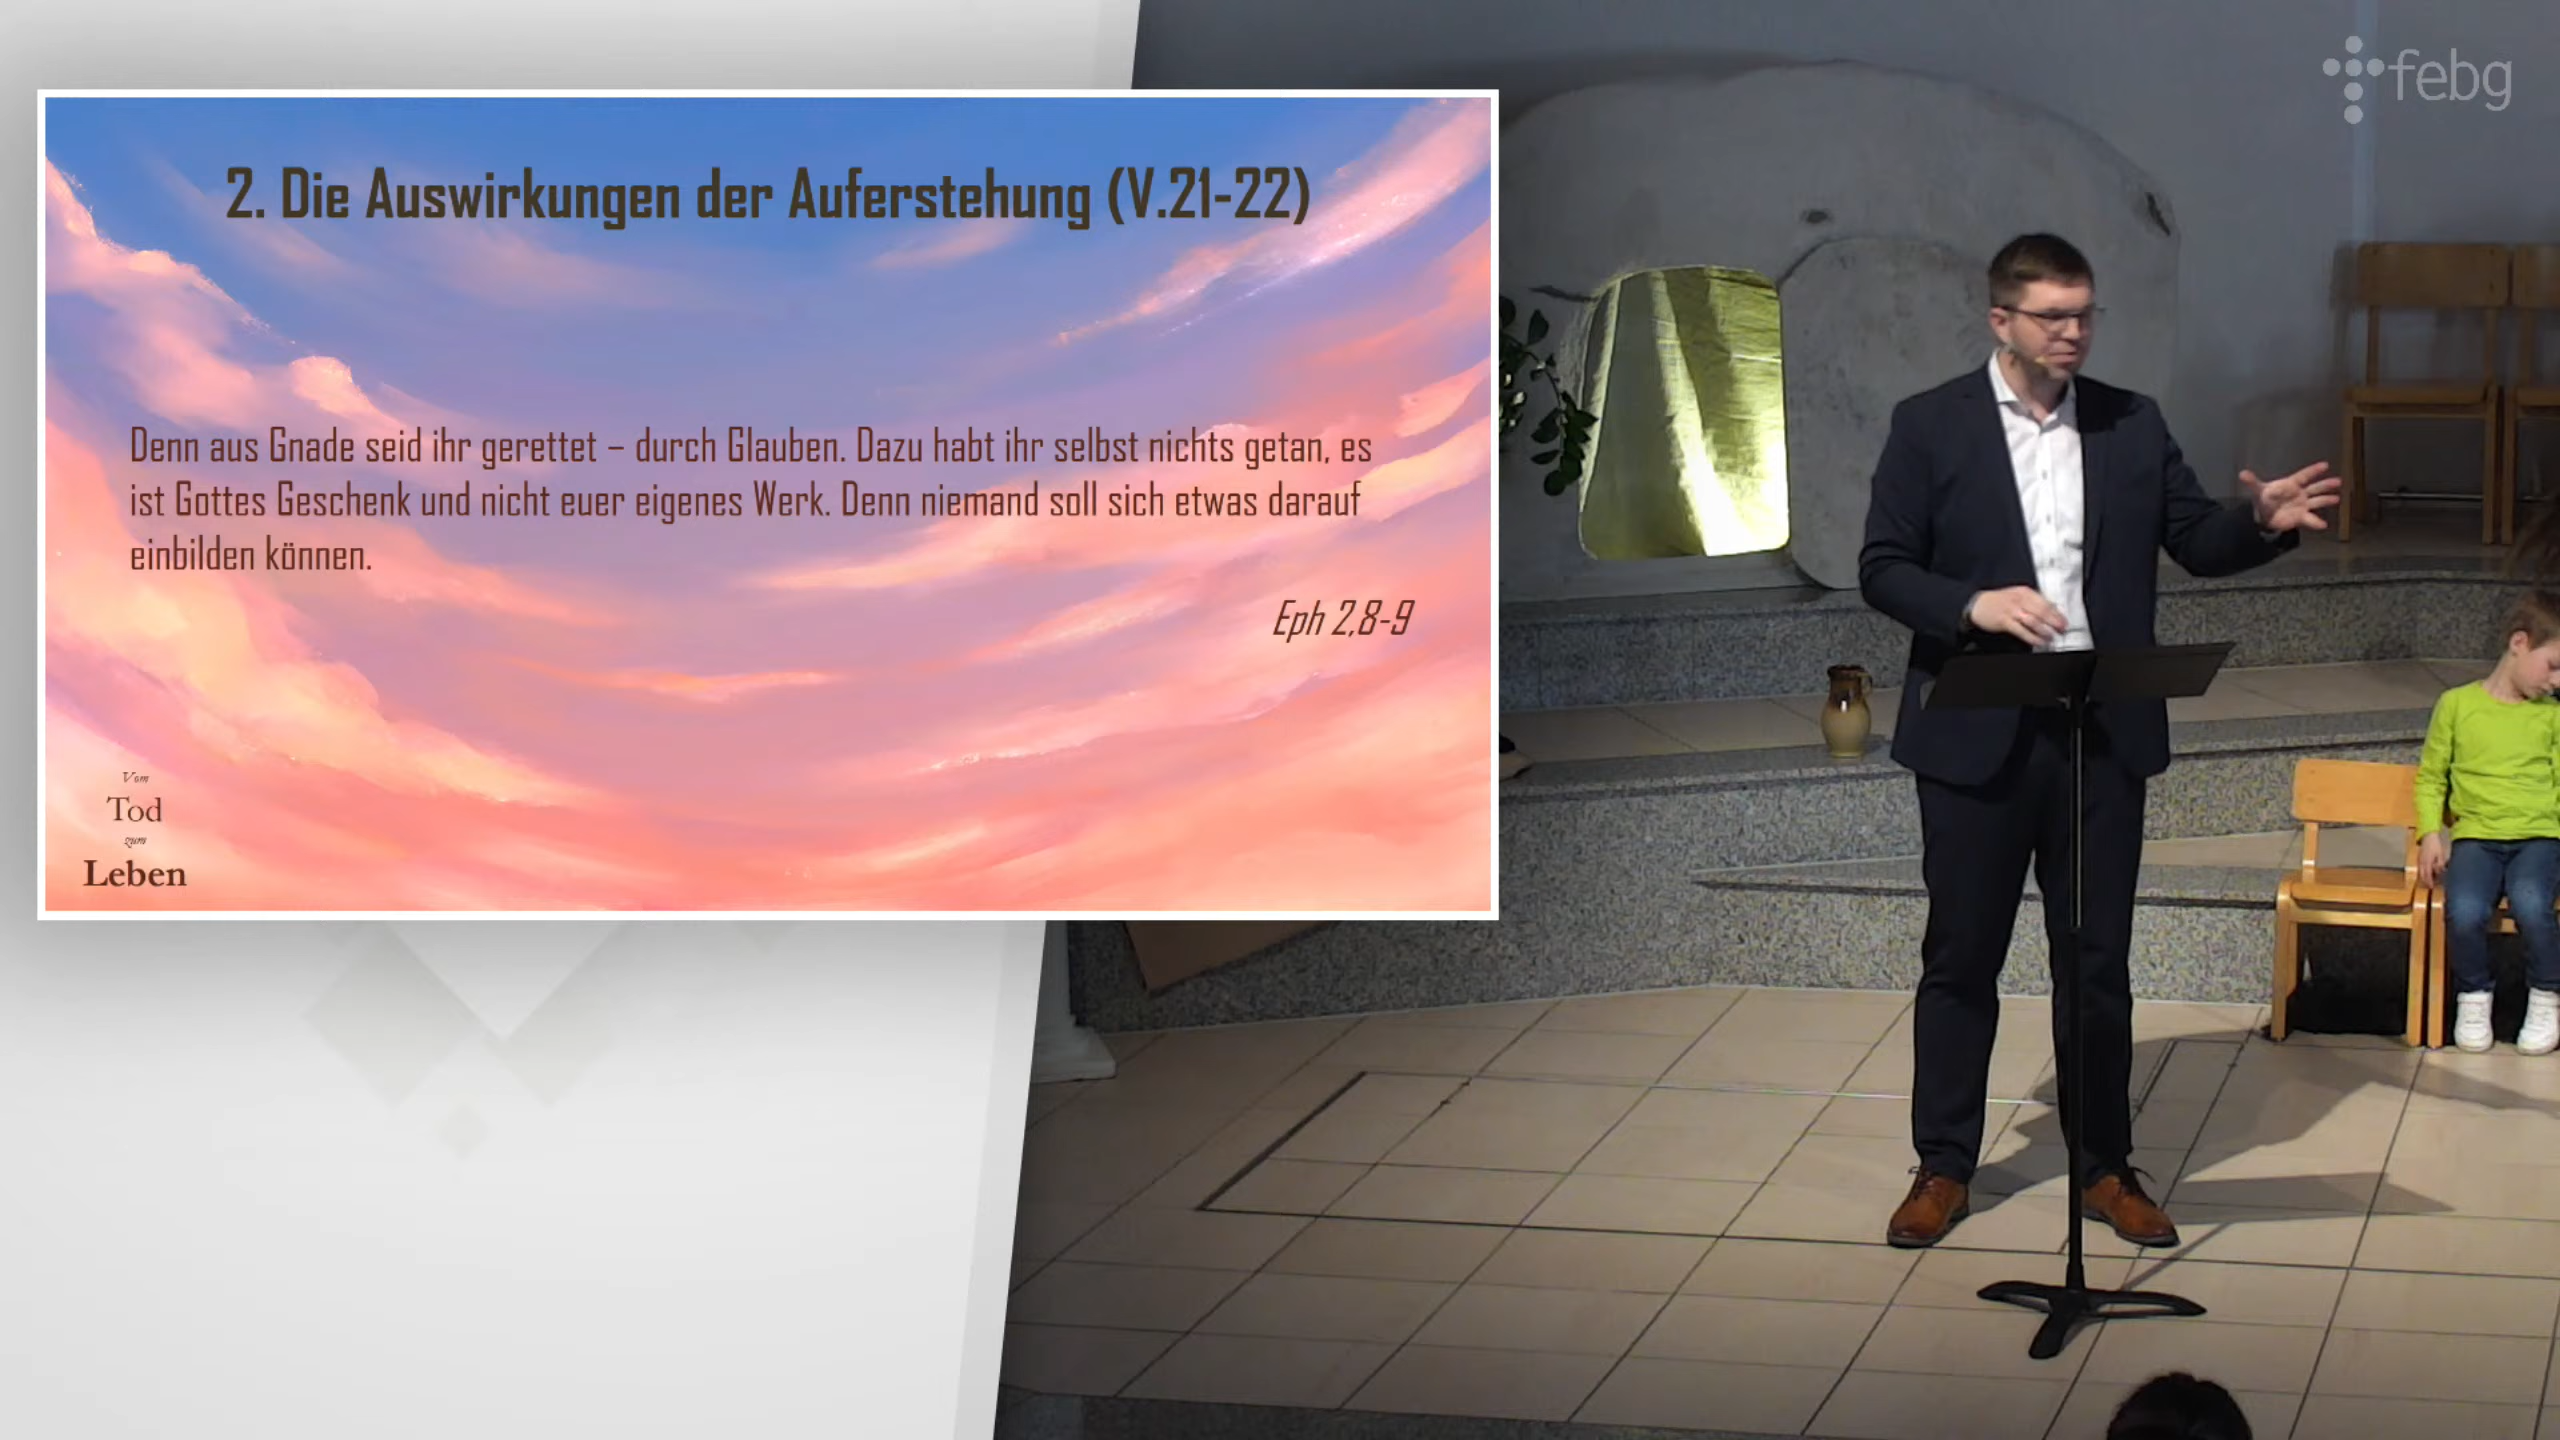 febg
2. Die Auswirkungen der Auferstehung (V.21-22)
Denn aus Gnade seid ihr gerettet – durch Glauben. Dazu habt ihr selbst nichts getan, es
ist Gottes Geschenk und nicht euer eigenes Werk. Denn niemand soll sich etwas darauf
einbilden können.
Eph 2,8-9
Vom
Tod
zum
Leben